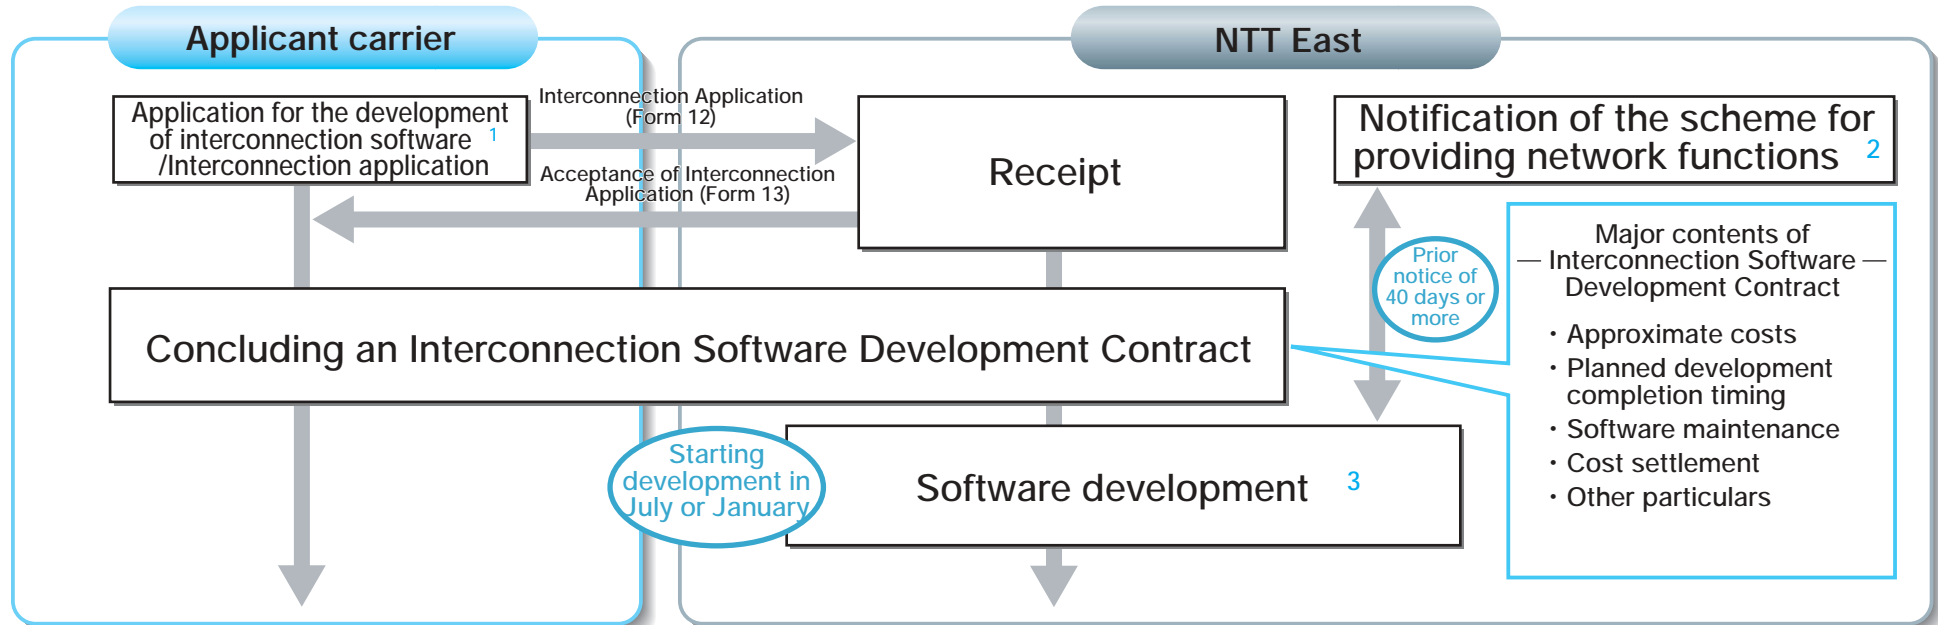 Applicant carrier
NTT East
Application for the development
of interconnection software 1
/Interconnection application
Interconnection Application
(Form 12)
Acceptance of Interconnection
Application (Form 13)
Receipt
Notification of the scheme for
providing network functions 2
Prior
notice of
40 days or
more
Major contents of
Interconnection Software
Development Contract
・Approximate costs
・Planned development
completion timing
・Software maintenance
・Cost settlement
・Other particulars
Concluding an Interconnection Software Development Contract
Starting
development in
July or January
Software development 3